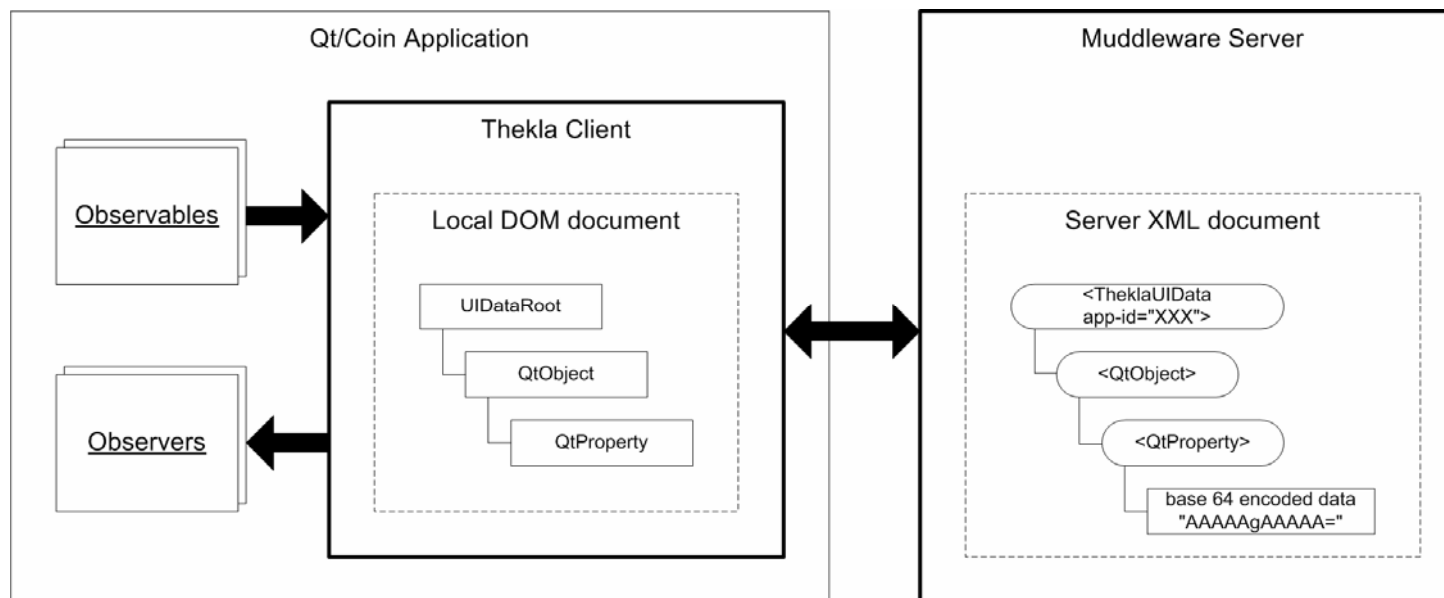 Qt/Coin Application
Thekla Client
Observables
Observers
Local DOM document
UIDataRoot
QtObject
QtProperty
Muddleware Server
Server XML document
<TheklaUIData
app-id="XXX">
<QtObject>
<QtProperty>
base 64 encoded data
"AAAAAgAAAAA="